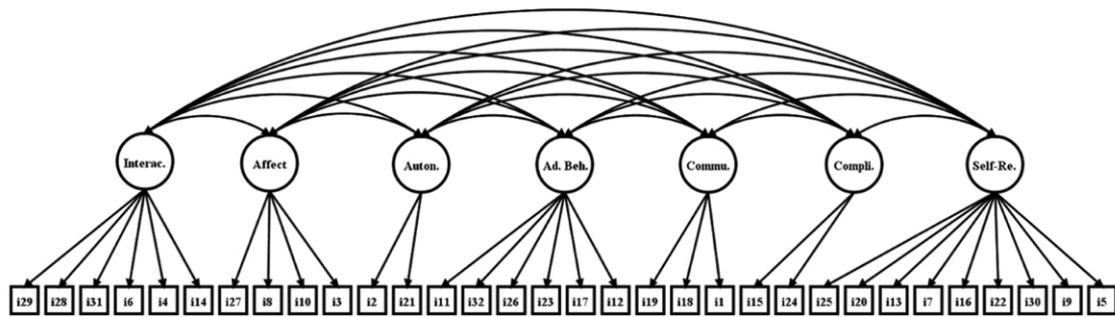 Interac. Affect Auton. Ad. Beh. Commu. Compli. Self-Re.
i29 i28 i31 i6 i4 i14 i27 i8 i10 i3 i2 i21 i11 i32 i26 i23 i17 i12 i19 i18 i1 i15 i24 i25 i20 i13 i7 i16 i22 i30 i9 i5